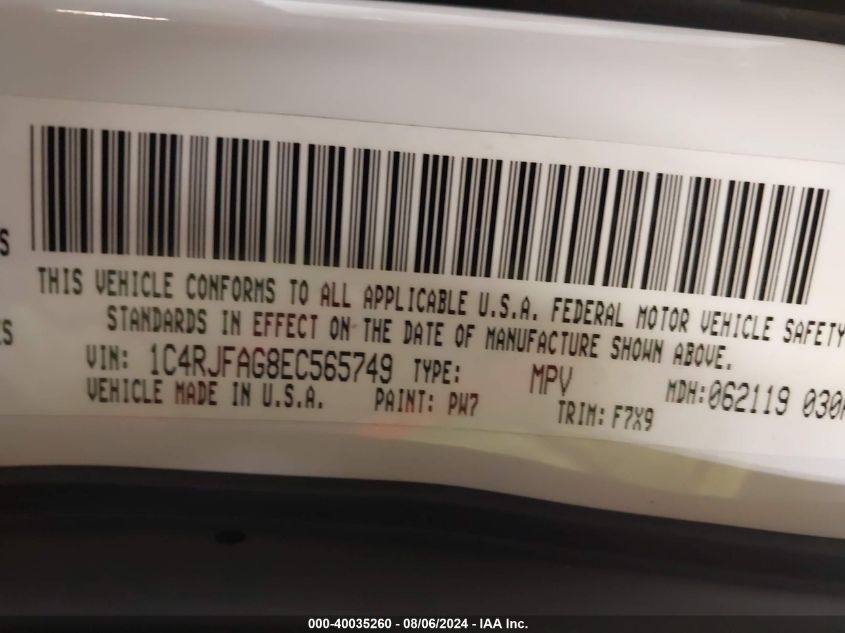 S
THIS VEHICLE CONFORMS TO ALL APPLICABLE U.S.A. FEDERAL MOTOR VEHICLE SAFETY
ES
STANDARDS IN EFFECT ON THE DATE OF MANUFACTURE SHOWN ABOVE.
VIN: 1C4RJFAG8EC565749 TYPE: MPV MDH:062119 030
VEHICLE MADE IN U.S.A. PAINT: PW7 TRIM: F7X9
000-40035260 - 08/06/2024 - IAA Inc.